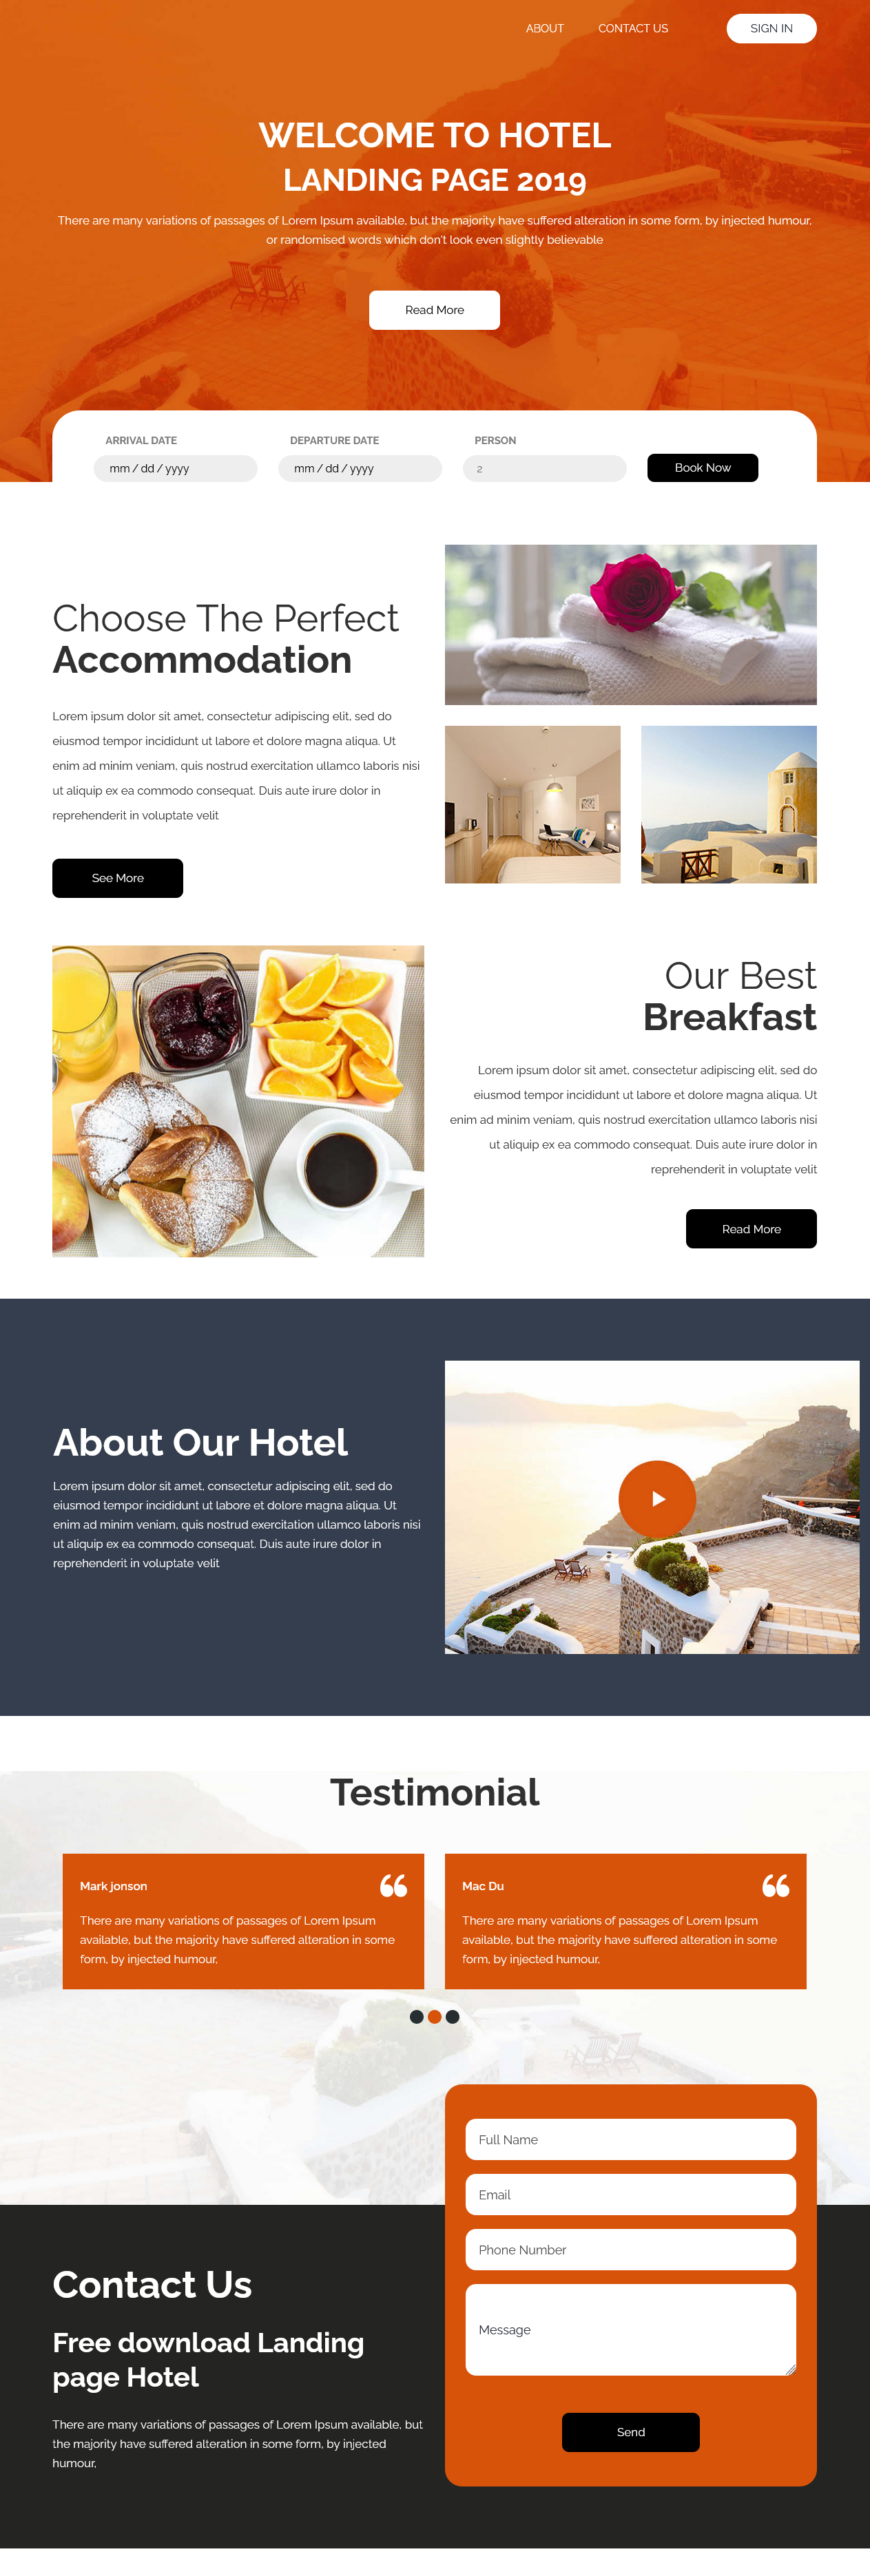 ABOUT
CONTACT US
SIGN IN
WELCOME TO HOTEL
LANDING PAGE 2019
There are many variations of passages of Lorem Ipsum available, but the majority have suffered alteration in some form, by injected humour,
or randomised words which don't look even slightly believable
Read More
ARRIVAL DATE
DEPARTURE DATE
PERSON
mm / dd / yyyy
mm / dd / yyyy
2
Book Now
Choose The Perfect
Accommodation
Lorem ipsum dolor sit amet, consectetur adipiscing elit, sed do
eiusmod tempor incididunt ut labore et dolore magna aliqua. Ut
enim ad minim veniam, quis nostrud exercitation ullamco laboris nisi
ut aliquip ex ea commodo consequat. Duis aute irure dolor in
reprehenderit in voluptate velit
See More
Our Best
Breakfast
Lorem ipsum dolor sit amet, consectetur adipiscing elit, sed do
eiusmod tempor incididunt ut labore et dolore magna aliqua. Ut
enim ad minim veniam, quis nostrud exercitation ullamco laboris nisi
ut aliquip ex ea commodo consequat. Duis aute irure dolor in
reprehenderit in voluptate velit
Read More
About Our Hotel
Lorem ipsum dolor sit amet, consectetur adipiscing elit, sed do
eiusmod tempor incididunt ut labore et dolore magna aliqua. Ut
enim ad minim veniam, quis nostrud exercitation ullamco laboris nisi
ut aliquip ex ea commodo consequat. Duis aute irure dolor in
reprehenderit in voluptate velit
Testimonial
Mark jonson
There are many variations of passages of Lorem Ipsum
available, but the majority have suffered alteration in some
form, by injected humour,
Mac Du
There are many variations of passages of Lorem Ipsum
available, but the majority have suffered alteration in some
form, by injected humour,
Contact Us
Free download Landing
page Hotel
There are many variations of passages of Lorem Ipsum available, but
the majority have suffered alteration in some form, by injected
humour,
Full Name
Email
Phone Number
Message
Send